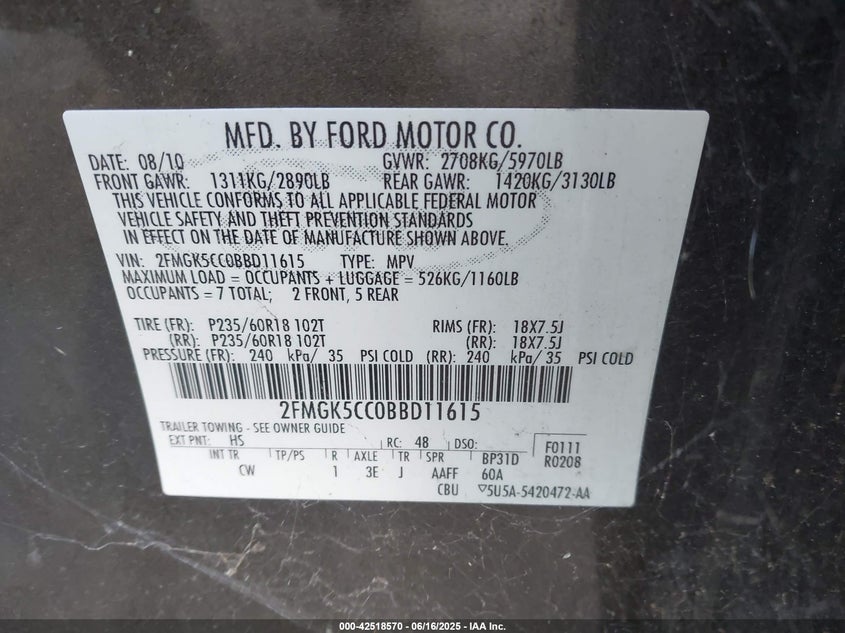 MFD. BY FORD MOTOR CO.
DATE: 08/10 GVWR: 2708KG/5970LB
FRONT GAWR: 1311KG/2890LB REAR GAWR: 1420KG/3130LB
THIS VEHICLE CONFORMS TO ALL APPLICABLE FEDERAL MOTOR
VEHICLE SAFETY AND THEFT PREVENTION STANDARDS
IN EFFECT ON THE DATE OF MANUFACTURE SHOWN ABOVE.
VIN: 2FMGK5CC0BBD11615 TYPE: MPV
MAXIMUM LOAD = OCCUPANTS + LUGGAGE = 526KG/1160LB
OCCUPANTS = 7 TOTAL; 2 FRONT, 5 REAR
TIRE (FR): P235/60R18 102T RIMS (FR): 18X7.5J
(RR): P235/60R18 102T (RR): 18X7.5J
PRESSURE (FR): 240 kPa/ 35 PSI COLD (RR): 240 kPa/ 35 PSI COLD
2FMGK5CC0BBD11615
TRAILER TOWING - SEE OWNER GUIDE
EXT PNT: HS RC: 48 DSO: F0111
INT TR TP/PS R AXLE TR SPR BP31D R0208
CW 1 3E J AAFF 60A
CBU ▽5U5A-5420472-AA
000-42518570 - 06/16/2025 - IAA Inc.